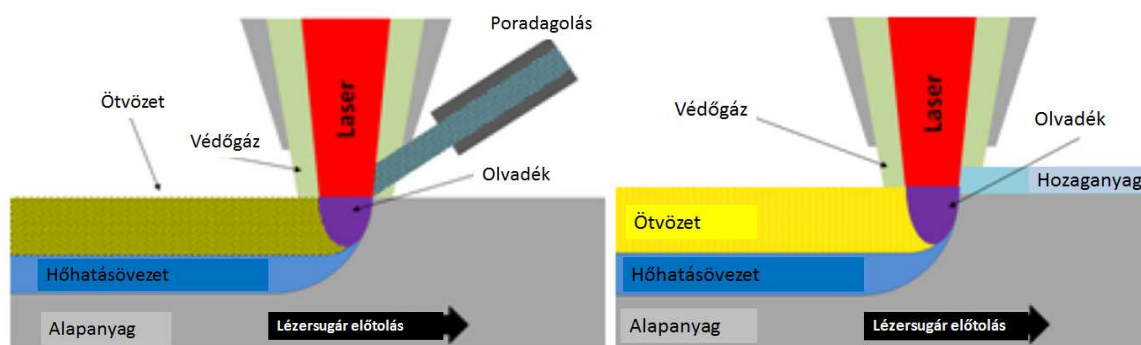 Poradagolás
Ötvözet
Védőgáz
Laser
Olvadék
Hőhatásövezet
Alapanyag
Lézersugár előtolás
Védőgáz
Laser
Olvadék
Hozaganyag
Ötvözet
Hőhatásövezet
Alapanyag
Lézersugár előtolás